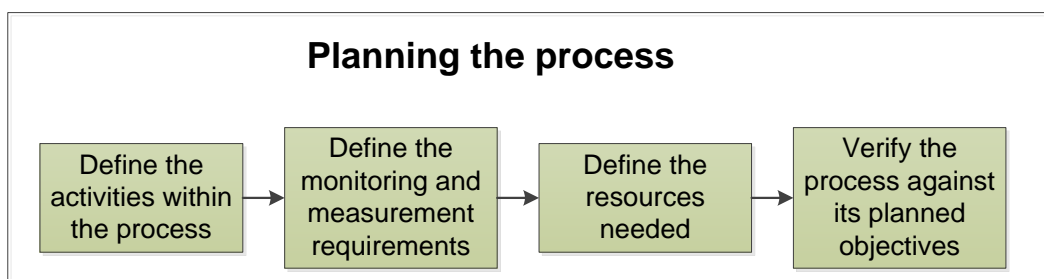 Planning the process
Define the
activities within
the process
Define the
monitoring and
measurement
requirements
Define the
resources
needed
Verify the
process against
its planned
objectives